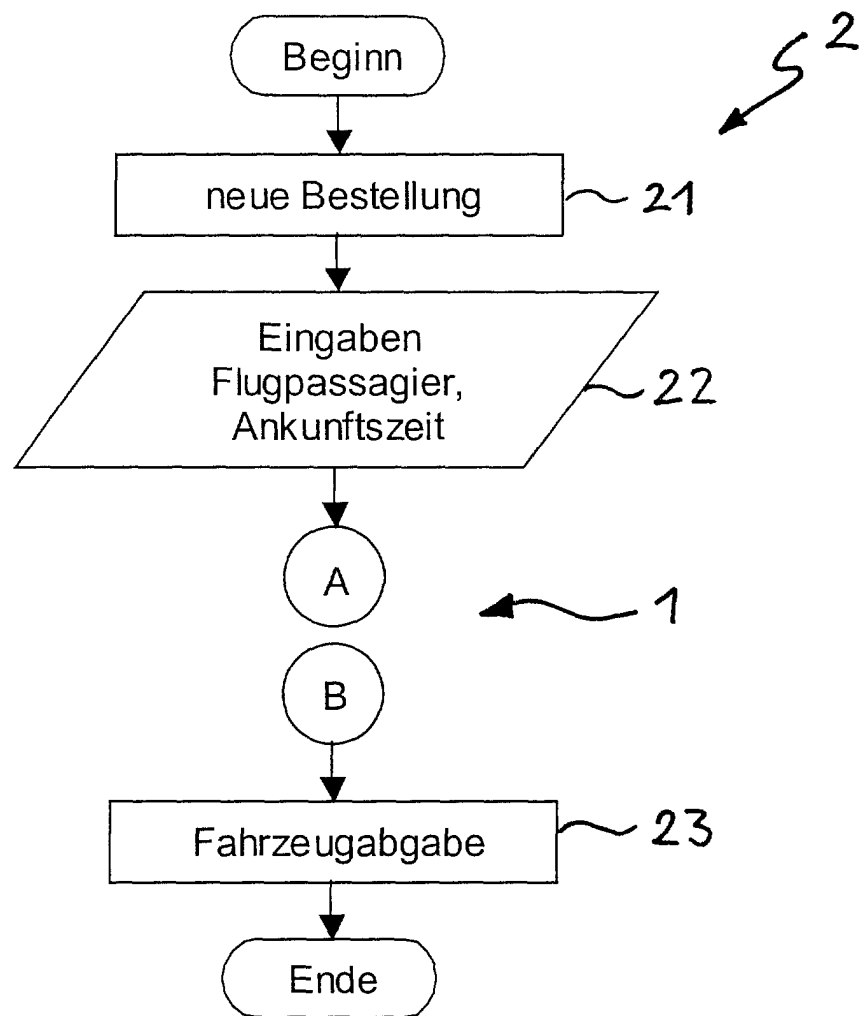 2
Beginn
neue Bestellung
21
Eingaben
Flugpassagier,
Ankunftszeit
22
A
1
B
Fahrzeugabgabe
23
Ende